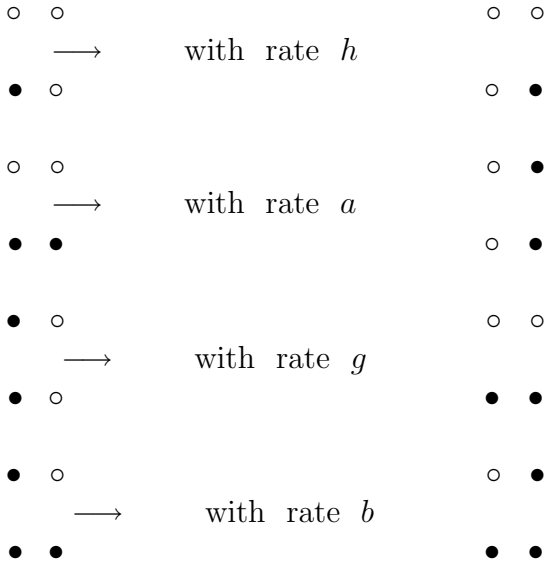 ⟶ with rate h
⟶ with rate a
⟶ with rate g
⟶ with rate b